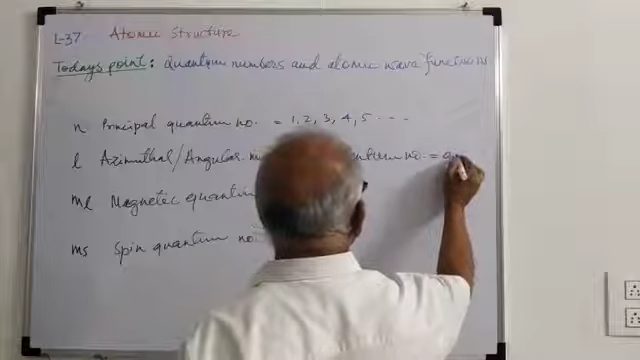 L-37 Atomic Structure
Todays point: Quantum numbers and atomic wave functions
n Principal quantum no. = 1, 2, 3, 4, 5 - - -
l Azimuthal/Angular no. =
ml Magnetic quantum
ms Spin quantum no.